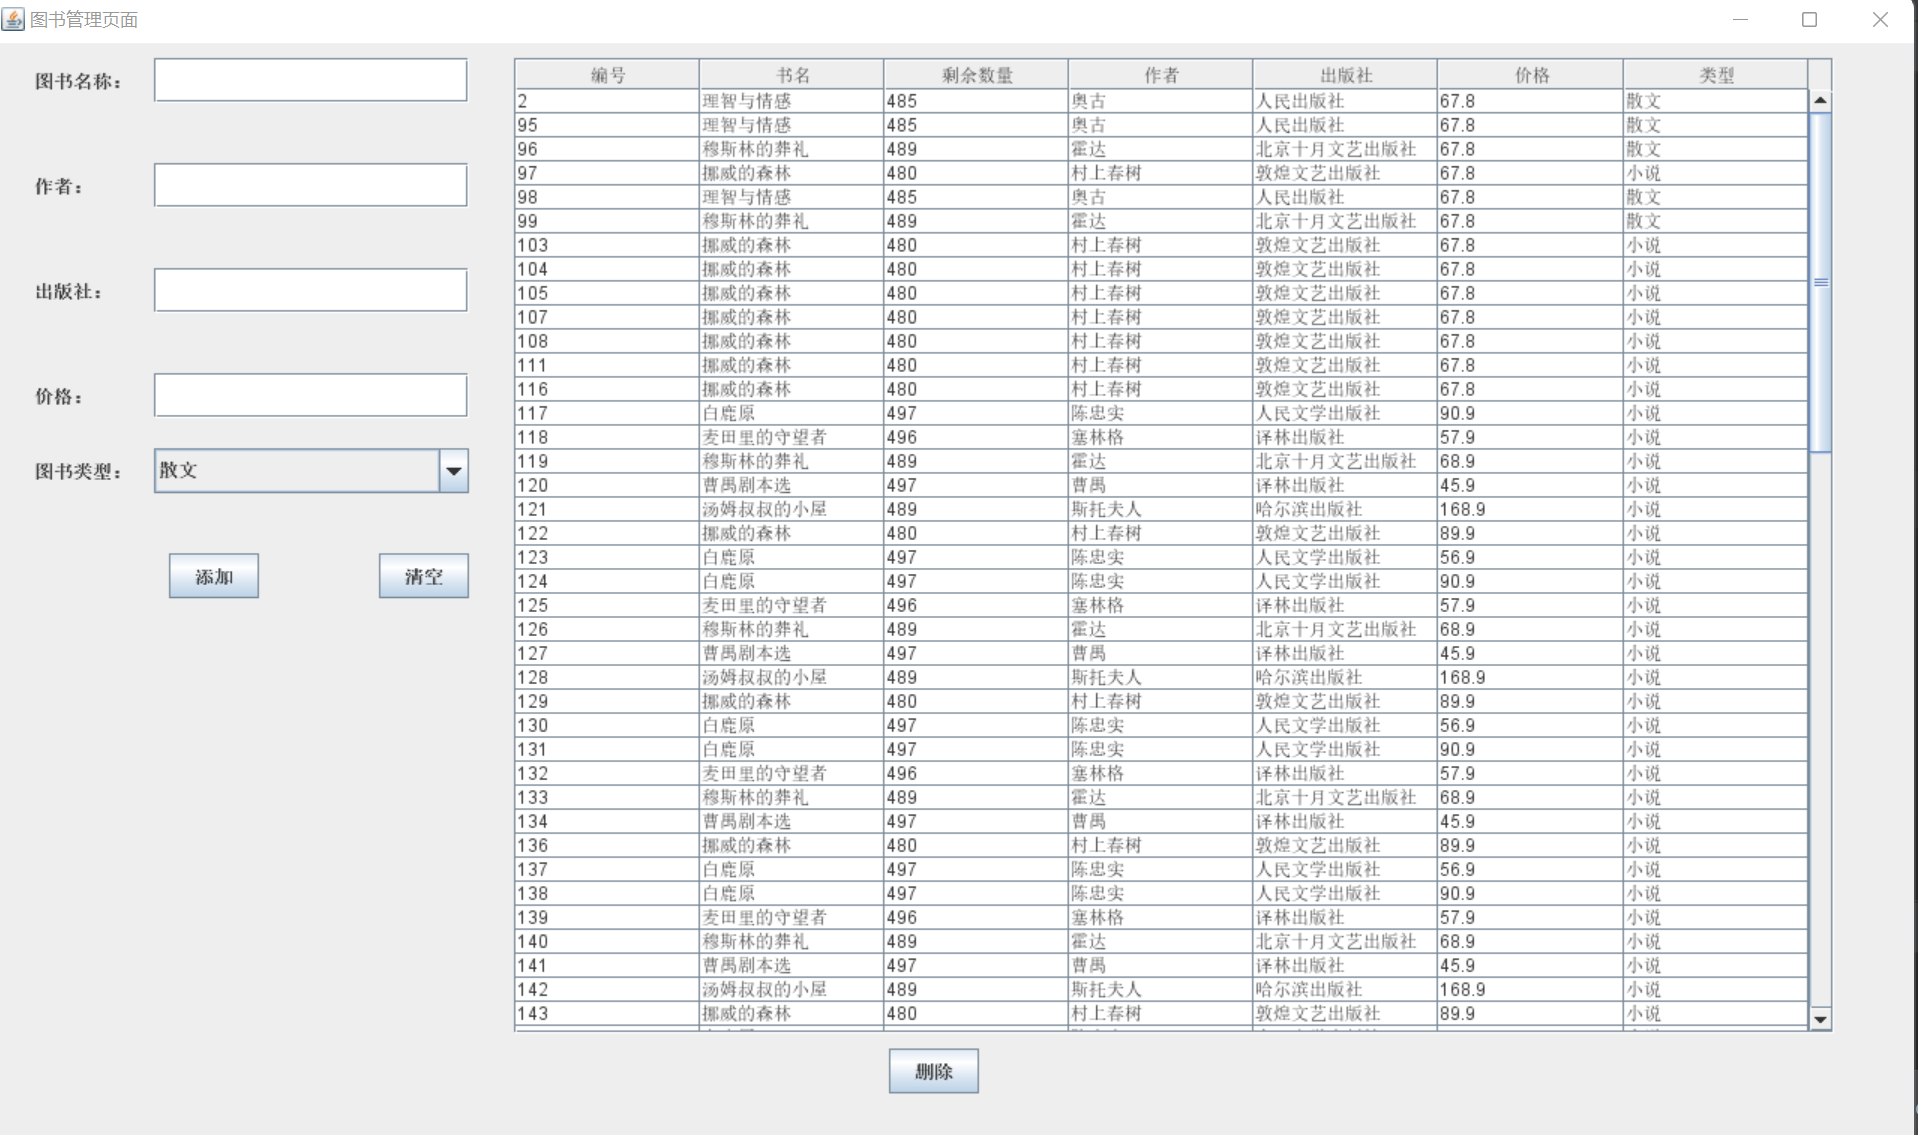 图书管理页面
图书名称：
作者：
出版社：
价格：
图书类型： 散文
添加 清空
编号 书名 剩余数量 作者 出版社 价格 类型
2 理智与情感 485 奥古 人民出版社 67.8 散文
95 理智与情感 485 奥古 人民出版社 67.8 散文
96 穆斯林的葬礼 489 霍达 北京十月文艺出版社 67.8 散文
97 挪威的森林 480 村上春树 敦煌文艺出版社 67.8 小说
98 理智与情感 485 奥古 人民出版社 67.8 散文
99 穆斯林的葬礼 489 霍达 北京十月文艺出版社 67.8 散文
103 挪威的森林 480 村上春树 敦煌文艺出版社 67.8 小说
104 挪威的森林 480 村上春树 敦煌文艺出版社 67.8 小说
105 挪威的森林 480 村上春树 敦煌文艺出版社 67.8 小说
107 挪威的森林 480 村上春树 敦煌文艺出版社 67.8 小说
108 挪威的森林 480 村上春树 敦煌文艺出版社 67.8 小说
111 挪威的森林 480 村上春树 敦煌文艺出版社 67.8 小说
116 挪威的森林 480 村上春树 敦煌文艺出版社 67.8 小说
117 白鹿原 497 陈忠实 人民文学出版社 90.9 小说
118 麦田里的守望者 496 塞林格 译林出版社 57.9 小说
119 穆斯林的葬礼 489 霍达 北京十月文艺出版社 68.9 小说
120 曹禺剧本选 497 曹禺 译林出版社 45.9 小说
121 汤姆叔叔的小屋 489 斯托夫人 哈尔滨出版社 168.9 小说
122 挪威的森林 480 村上春树 敦煌文艺出版社 89.9 小说
123 白鹿原 497 陈忠实 人民文学出版社 56.9 小说
124 白鹿原 497 陈忠实 人民文学出版社 90.9 小说
125 麦田里的守望者 496 塞林格 译林出版社 57.9 小说
126 穆斯林的葬礼 489 霍达 北京十月文艺出版社 68.9 小说
127 曹禺剧本选 497 曹禺 译林出版社 45.9 小说
128 汤姆叔叔的小屋 489 斯托夫人 哈尔滨出版社 168.9 小说
129 挪威的森林 480 村上春树 敦煌文艺出版社 89.9 小说
130 白鹿原 497 陈忠实 人民文学出版社 56.9 小说
131 白鹿原 497 陈忠实 人民文学出版社 90.9 小说
132 麦田里的守望者 496 塞林格 译林出版社 57.9 小说
133 穆斯林的葬礼 489 霍达 北京十月文艺出版社 68.9 小说
134 曹禺剧本选 497 曹禺 译林出版社 45.9 小说
136 挪威的森林 480 村上春树 敦煌文艺出版社 89.9 小说
137 白鹿原 497 陈忠实 人民文学出版社 56.9 小说
138 白鹿原 497 陈忠实 人民文学出版社 90.9 小说
139 麦田里的守望者 496 塞林格 译林出版社 57.9 小说
140 穆斯林的葬礼 489 霍达 北京十月文艺出版社 68.9 小说
141 曹禺剧本选 497 曹禺 译林出版社 45.9 小说
142 汤姆叔叔的小屋 489 斯托夫人 哈尔滨出版社 168.9 小说
143 挪威的森林 480 村上春树 敦煌文艺出版社 89.9 小说
删除